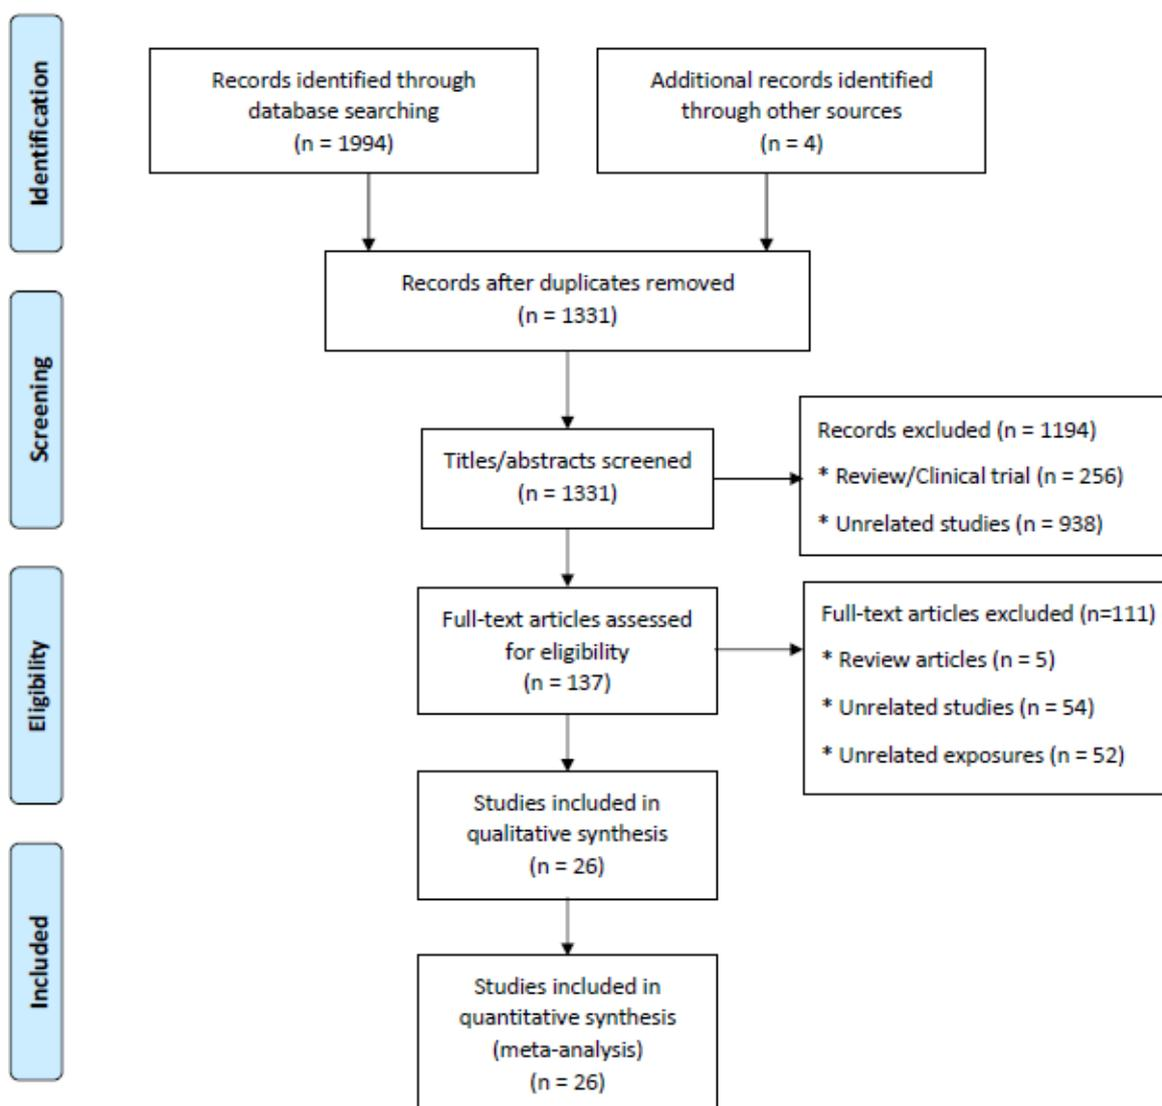 Identification
Records identified through
database searching
(n = 1994)
Additional records identified
through other sources
(n = 4)
Records after duplicates removed
(n = 1331)
Screening
Titles/abstracts screened
(n = 1331)
Records excluded (n = 1194)
* Review/Clinical trial (n = 256)
* Unrelated studies (n = 938)
Eligibility
Full-text articles assessed
for eligibility
(n = 137)
Full-text articles excluded (n=111)
* Review articles (n = 5)
* Unrelated studies (n = 54)
* Unrelated exposures (n = 52)
Studies included in
qualitative synthesis
(n = 26)
Included
Studies included in
quantitative synthesis
(meta-analysis)
(n = 26)